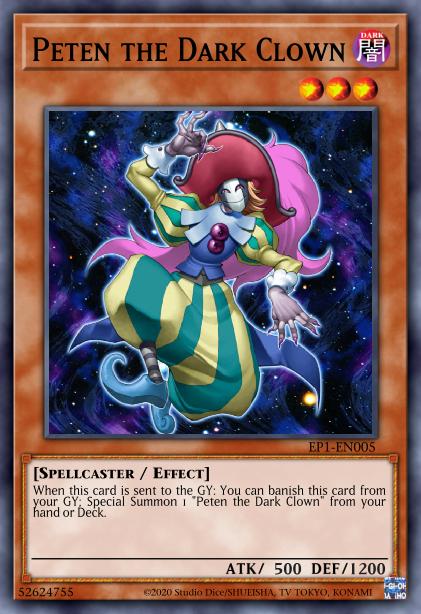 Peten the Dark Clown
DARK
闇
EP1-EN005
[Spellcaster / Effect]
When this card is sent to the GY: You can banish this card from
your GY; Special Summon 1 "Peten the Dark Clown" from your
hand or Deck.
ATK/ 500 DEF/1200
52624755
©2020 Studio Dice/SHUEISHA, TV TOKYO, KONAMI